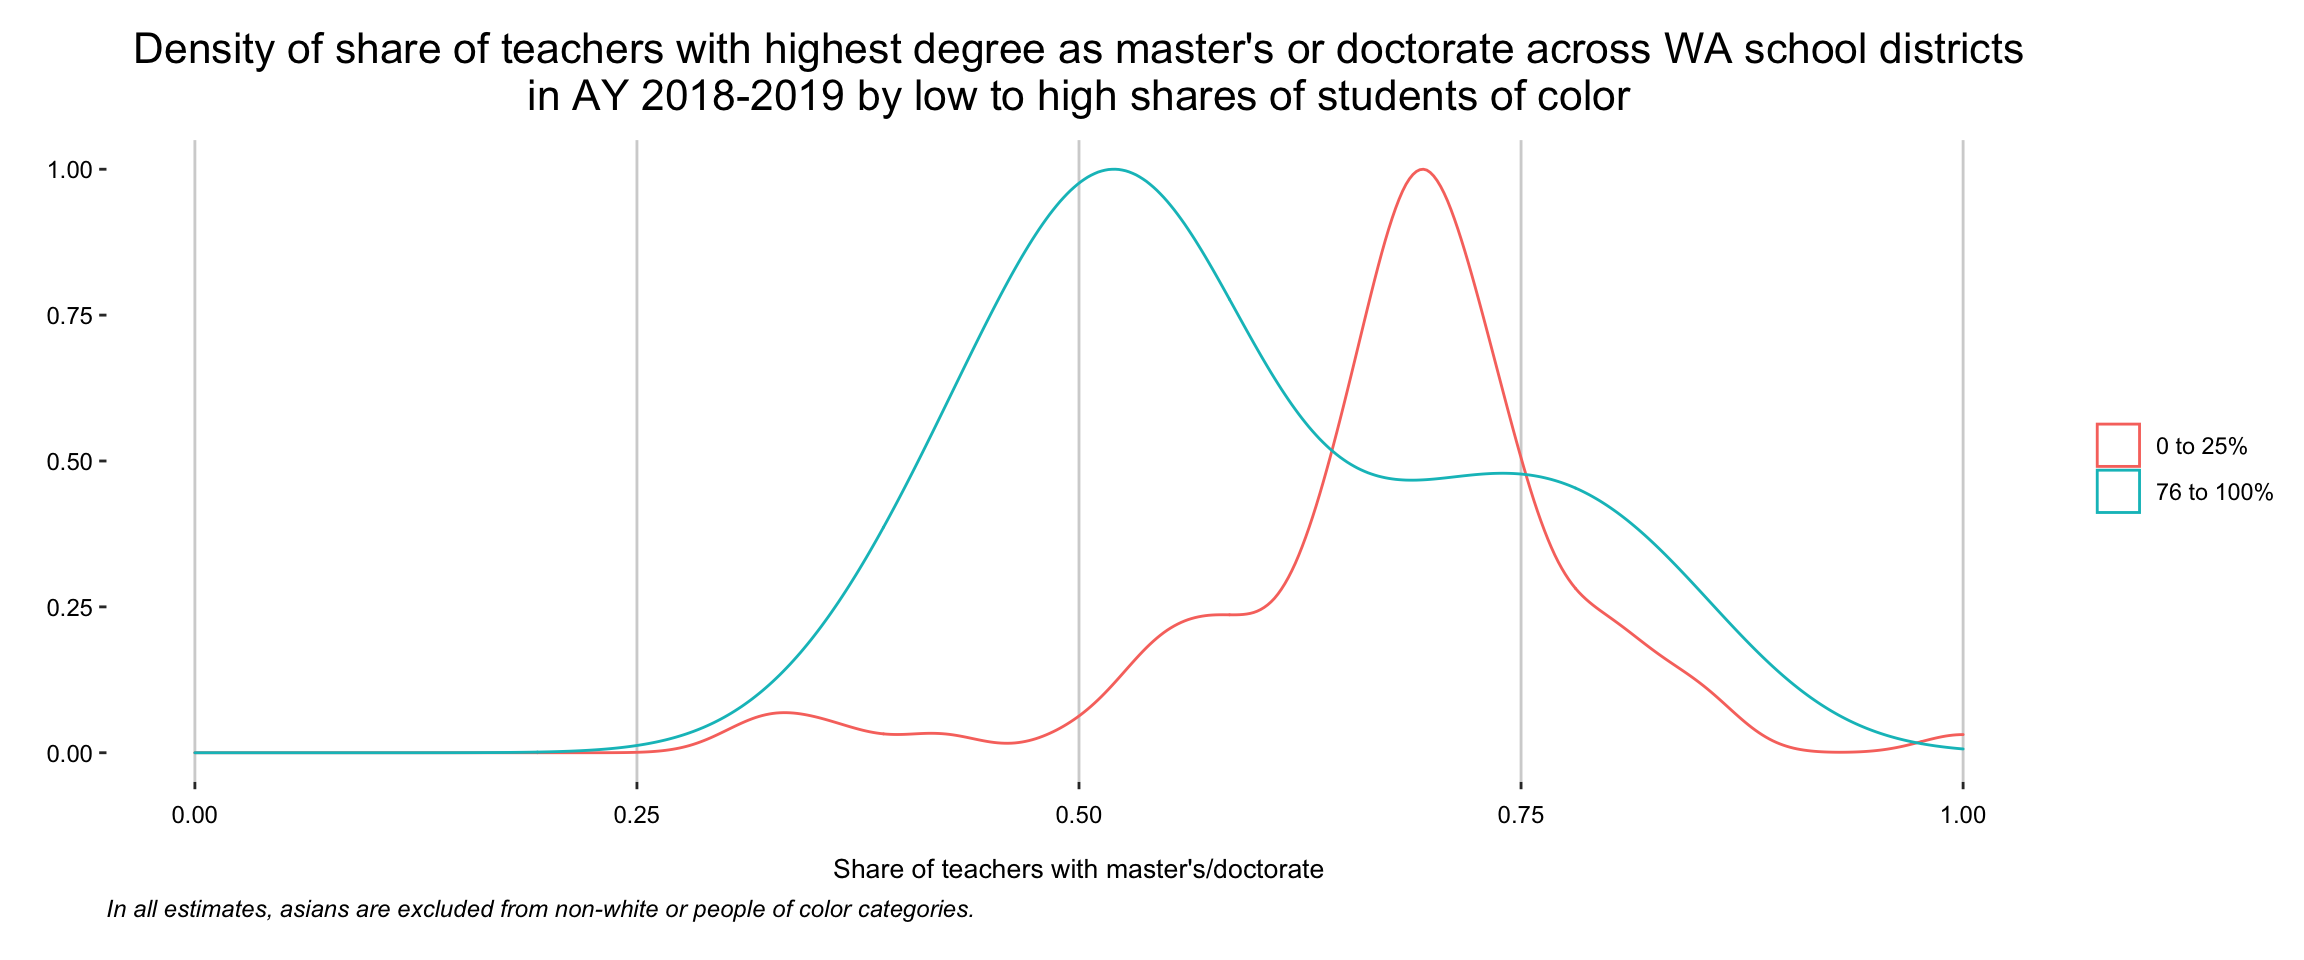 Density of share of teachers with highest degree as master's or doctorate across WA school districts
in AY 2018-2019 by low to high shares of students of color
1.00
0.75
0.50
0.25
0.00
0 to 25%
76 to 100%
0.00 0.25 0.50 0.75 1.00
Share of teachers with master's/doctorate
In all estimates, asians are excluded from non-white or people of color categories.